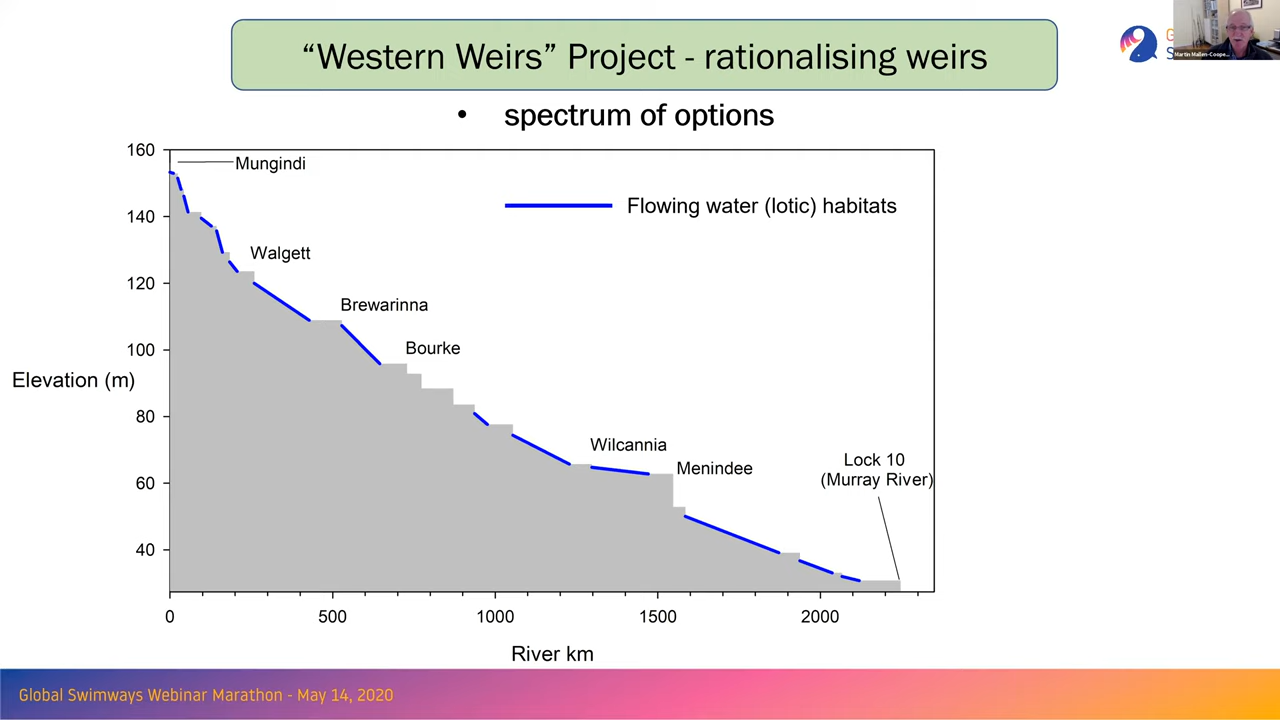 “Western Weirs” Project - rationalising weirs
• spectrum of options
Martin Mallen-Coope...
160
Mungindi
Flowing water (lotic) habitats
140
Walgett
120
Brewarinna
Bourke
100
Elevation (m)
80
Wilcannia
Menindee
Lock 10
(Murray River)
60
40
0 500 1000 1500 2000
River km
Global Swimways Webinar Marathon - May 14, 2020